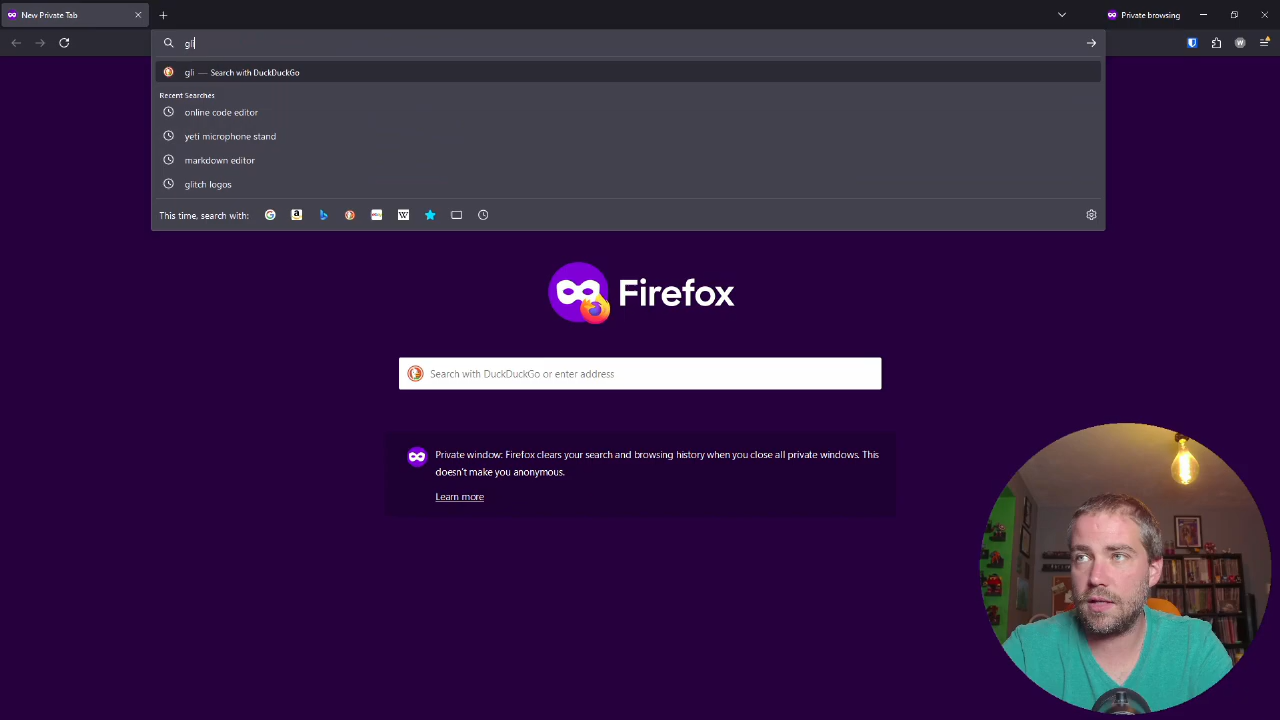 New Private Tab
Private browsing
gli
gli — Search with DuckDuckGo
Recent Searches
online code editor
yeti microphone stand
markdown editor
glitch logos
This time, search with:
Firefox
Search with DuckDuckGo or enter address
Private window: Firefox clears your search and browsing history when you close all private windows. This
doesn't make you anonymous.
Learn more